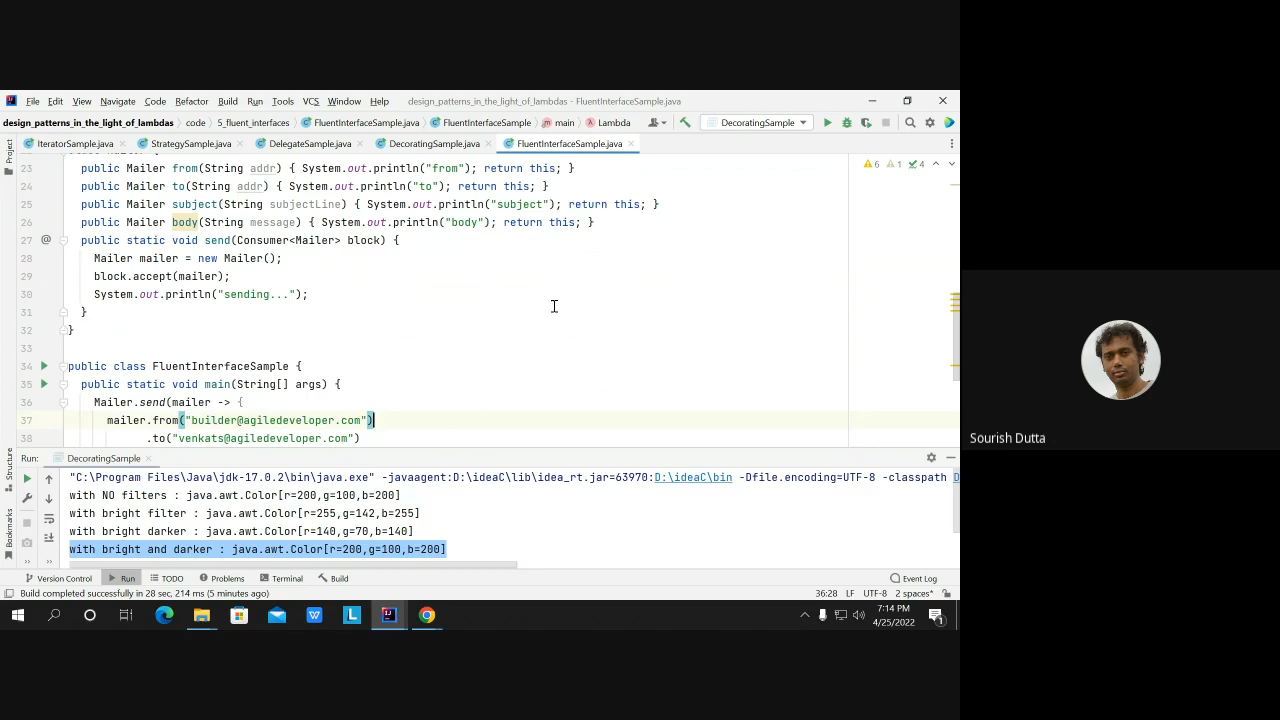 File Edit View Navigate Code Refactor Build Run Tools VCS Window Help design_patterns_in_the_light_of_lambdas - FluentInterfaceSample.java
design_patterns_in_the_light_of_lambdas code 5_fluent_interfaces FluentInterfaceSample.java FluentInterfaceSample main Lambda DecoratingSample
IteratorSample.java StrategySample.java DelegateSample.java DecoratingSample.java FluentInterfaceSample.java
Project
6 1 4
23 public Mailer from(String addr) { System.out.println("from"); return this; }
24 public Mailer to(String addr) { System.out.println("to"); return this; }
25 public Mailer subject(String subjectLine) { System.out.println("subject"); return this; }
26 public Mailer body(String message) { System.out.println("body"); return this; }
27 @ public static void send(Consumer<Mailer> block) {
28 Mailer mailer = new Mailer();
29 block.accept(mailer);
30 System.out.println("sending...");
31 }
32 }
33
34 public class FluentInterfaceSample {
35 public static void main(String[] args) {
36 Mailer.send(mailer -> {
37 mailer.from("builder@agiledeveloper.com")
38 .to("venkats@agiledeveloper.com")
Structure
Bookmarks
Run: DecoratingSample
"C:\Program Files\Java\jdk-17.0.2\bin\java.exe" -javaagent:D:\ideaC\lib\idea_rt.jar=63970:D:\ideaC\bin -Dfile.encoding=UTF-8 -classpath D
with NO filters : java.awt.Color[r=200,g=100,b=200]
with bright filter : java.awt.Color[r=255,g=142,b=255]
with bright darker : java.awt.Color[r=140,g=70,b=140]
with bright and darker : java.awt.Color[r=200,g=100,b=200]
Version Control Run TODO Problems Terminal Build Event Log
Build completed successfully in 28 sec, 214 ms (5 minutes ago) 36:28 LF UTF-8 2 spaces*
7:14 PM
4/25/2022
1
Sourish Dutta